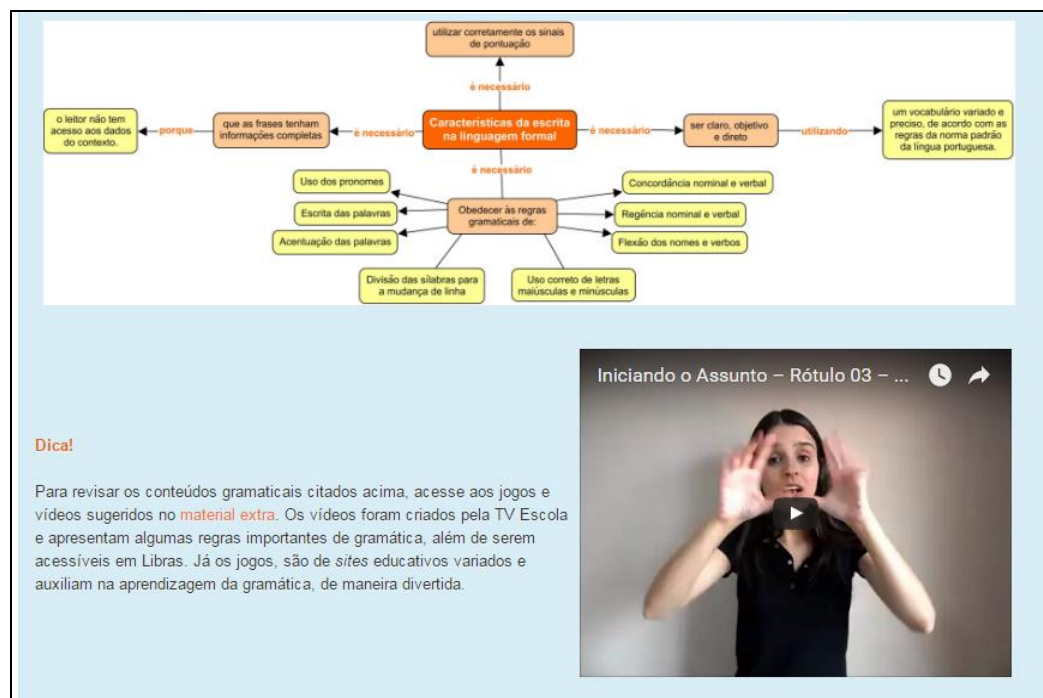 utilizar corretamente os sinais
de pontuação
é necessário
o leitor não tem
acesso aos dados
do contexto.
porque
que as frases tenham
informações completas
é necessário
Características da escrita
na linguagem formal
é necessário
ser claro, objetivo
e direto
utilizando
um vocabulário variado e
preciso, de acordo com as
regras da norma padrão
da língua portuguesa.
é necessário
Uso dos pronomes
Escrita das palavras
Acentuação das palavras
Obedecer às regras
gramaticais de:
Concordância nominal e verbal
Regência nominal e verbal
Flexão dos nomes e verbos
Divisão das sílabras para
a mudança de linha
Uso correto de letras
maiúsculas e minúsculas
Iniciando o Assunto – Rótulo 03 – ...
Dica!
Para revisar os conteúdos gramaticais citados acima, acesse aos jogos e
vídeos sugeridos no material extra. Os vídeos foram criados pela TV Escola
e apresentam algumas regras importantes de gramática, além de serem
acessíveis em Libras. Já os jogos, são de sites educativos variados e
auxiliam na aprendizagem da gramática, de maneira divertida.